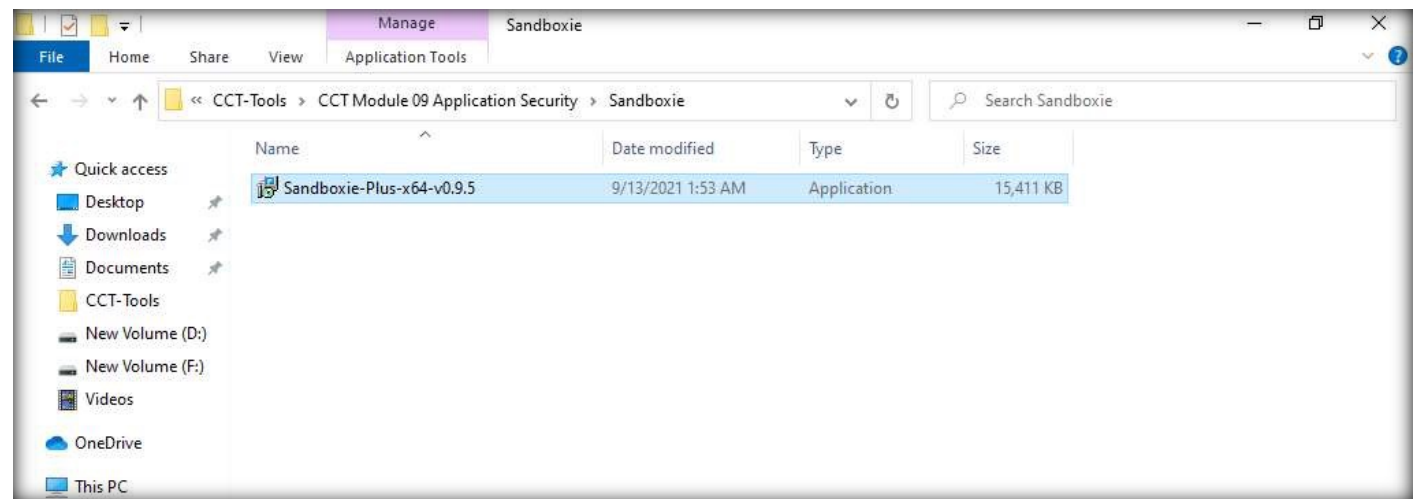 Manage Sandboxie
File Home Share View Application Tools
« CCT-Tools > CCT Module 09 Application Security > Sandboxie Search Sandboxie
Name Date modified Type Size
Quick access
Sandboxie-Plus-x64-v0.9.5 9/13/2021 1:53 AM Application 15,411 KB
Desktop
Downloads
Documents
CCT-Tools
New Volume (D:)
New Volume (F:)
Videos
OneDrive
This PC